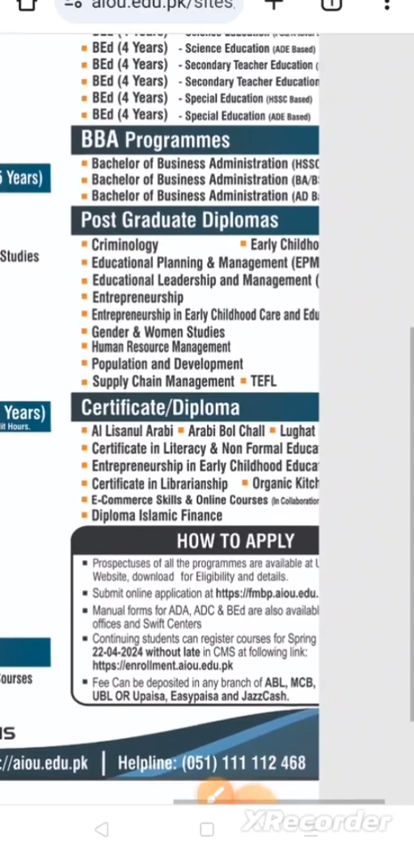 aiou.edu.pk/sites
BEd (4 Years) - Science Education (ADE Based)
BEd (4 Years) - Secondary Teacher Education (
BEd (4 Years) - Secondary Teacher Education
BEd (4 Years) - Special Education (HSSC Based)
BEd (4 Years) - Special Education (ADE Based)
BBA Programmes
Bachelor of Business Administration (HSSC
5 Years)
Bachelor of Business Administration (BA/B
Bachelor of Business Administration (AD B
Post Graduate Diplomas
Criminology Early Childho
Studies
Educational Planning & Management (EPM
Educational Leadership and Management (
Entrepreneurship
Entrepreneurship in Early Childhood Care and Edu
Gender & Women Studies
Human Resource Management
Population and Development
Supply Chain Management TEFL
Certificate/Diploma
Years)
it Hours.
Al Lisanul Arabi Arabi Bol Chall Lughat
Certificate in Literacy & Non Formal Educa
Entrepreneurship in Early Childhood Educa
Certificate in Librarianship Organic Kitch
E-Commerce Skills & Online Courses (In Collaboration
Diploma Islamic Finance
HOW TO APPLY
Prospectuses of all the programmes are available at U
Website, download for Eligibility and details.
Submit online application at https://fmbp.aiou.edu.
Manual forms for ADA, ADC & BEd are also availabl
offices and Swift Centers
Continuing students can register courses for Spring
22-04-2024 without late in CMS at following link:
https://enrollment.aiou.edu.pk
Courses
Fee Can be deposited in any branch of ABL, MCB,
UBL OR Upaisa, Easypaisa and JazzCash.
://aiou.edu.pk | Helpline: (051) 111 112 468
XRecorder